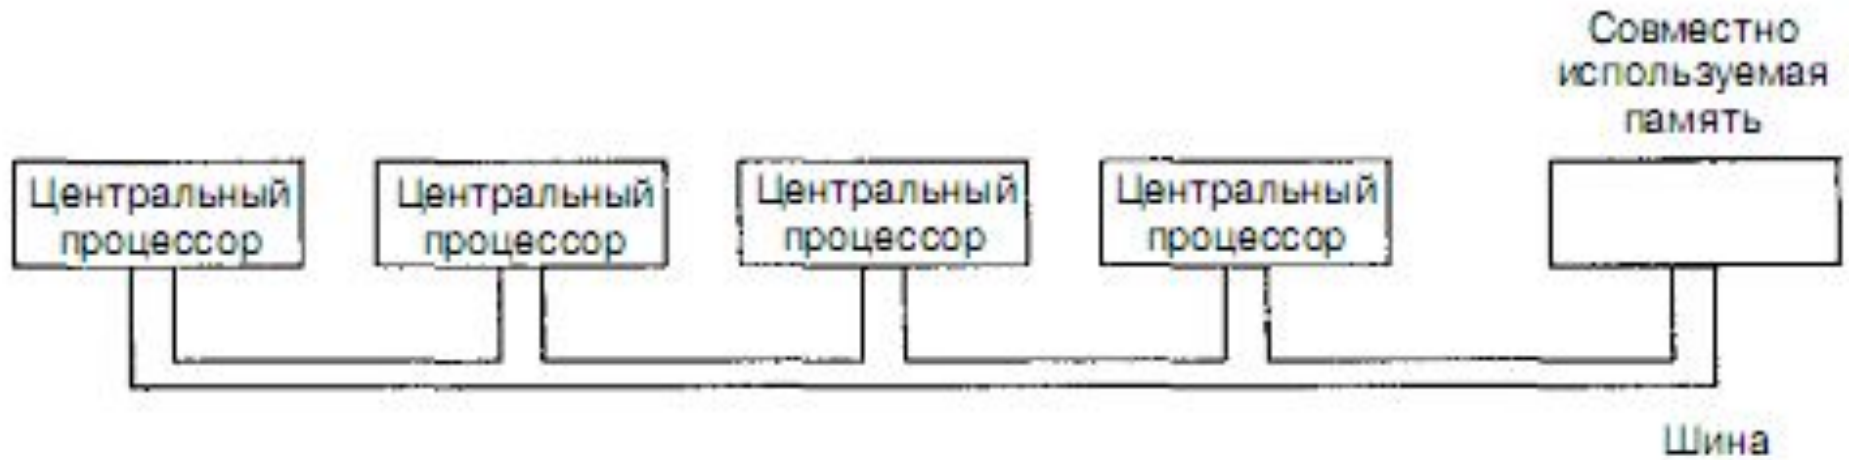 Совместно
используемая
память
Центральный
процессор
Центральный
процессор
Центральный
процессор
Центральный
процессор
Шина